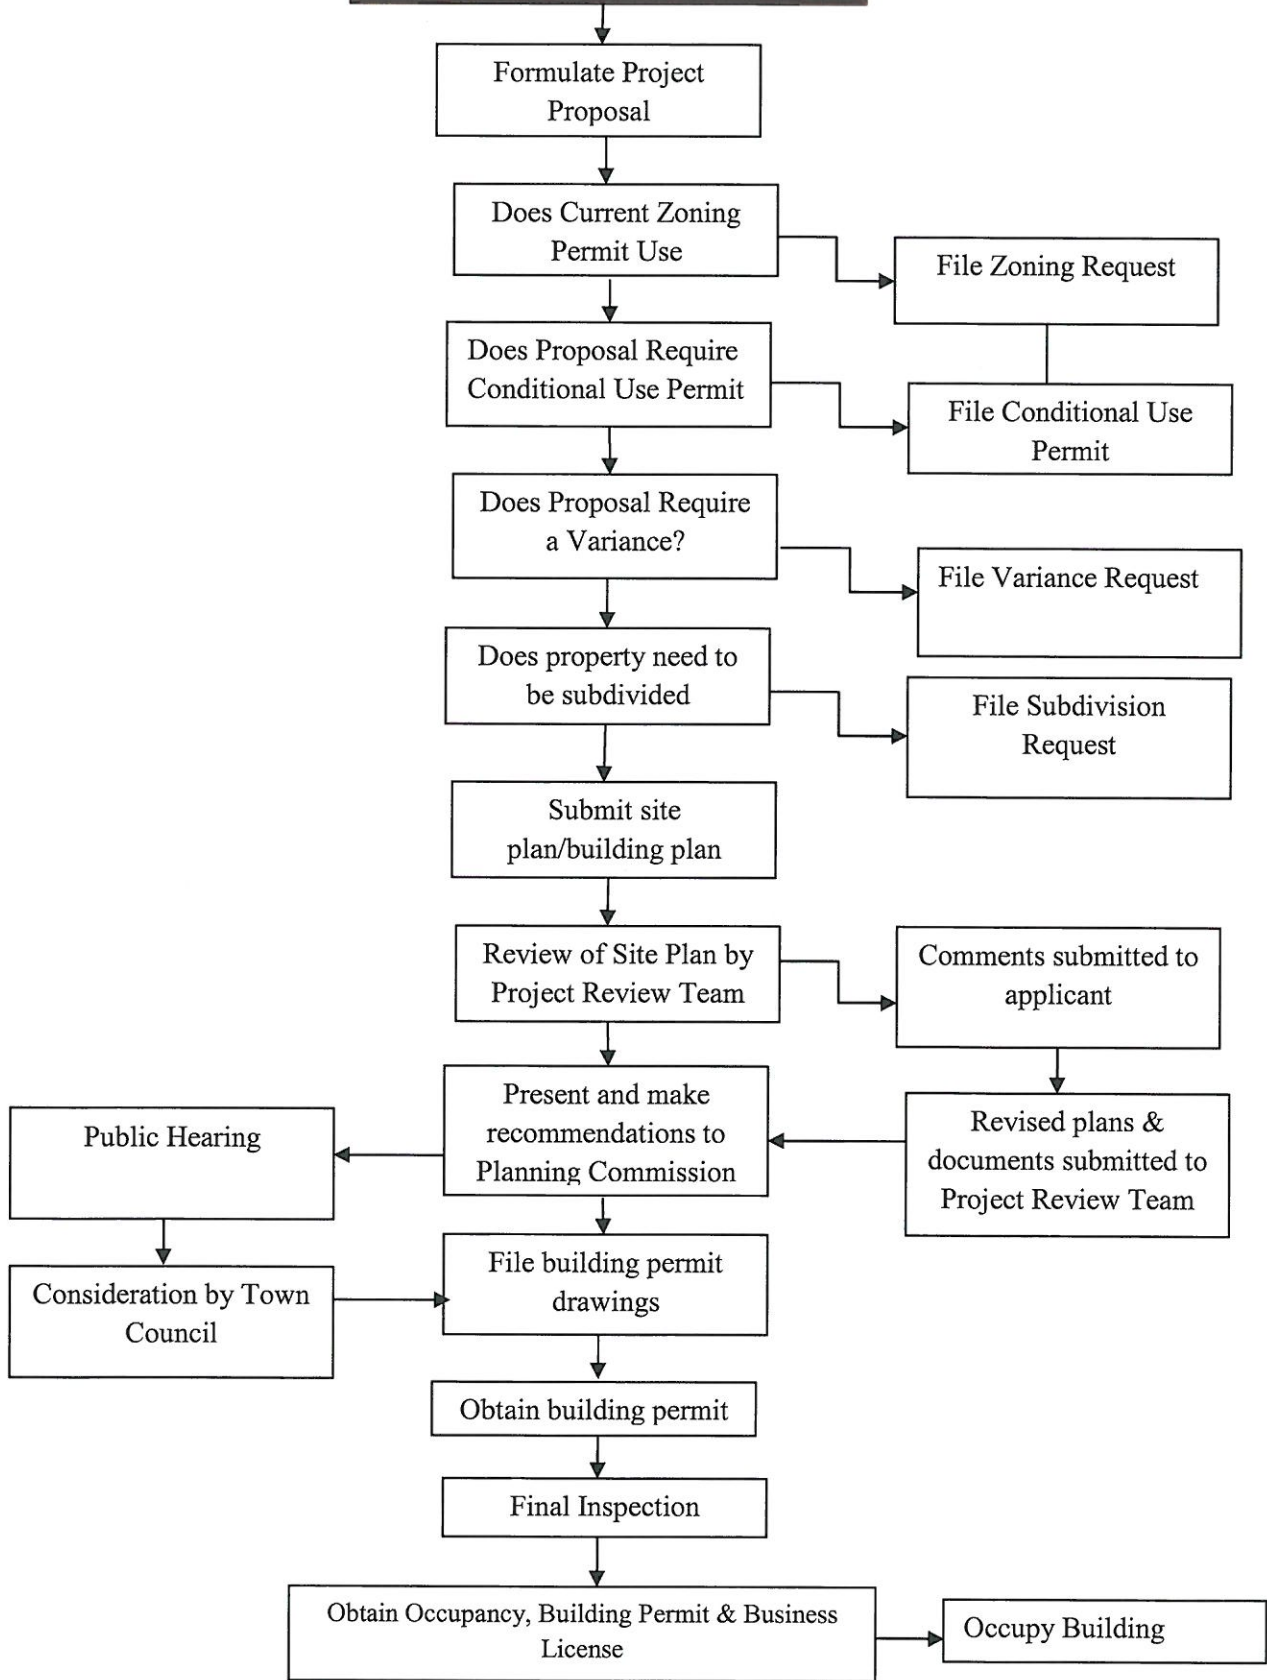 Formulate Project
Proposal
Does Current Zoning
Permit Use
File Zoning Request
Does Proposal Require
Conditional Use Permit
File Conditional Use
Permit
Does Proposal Require
a Variance?
File Variance Request
Does property need to
be subdivided
File Subdivision
Request
Submit site
plan/building plan
Review of Site Plan by
Project Review Team
Comments submitted to
applicant
Present and make
recommendations to
Planning Commission
Revised plans &
documents submitted to
Project Review Team
Public Hearing
Consideration by Town
Council
File building permit
drawings
Obtain building permit
Final Inspection
Obtain Occupancy, Building Permit & Business
License
Occupy Building